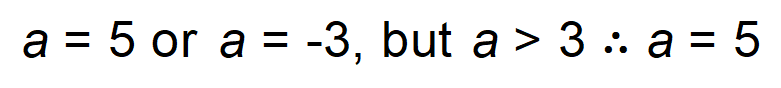 a = 5 or a = -3, but a > 3 ∴ a = 5